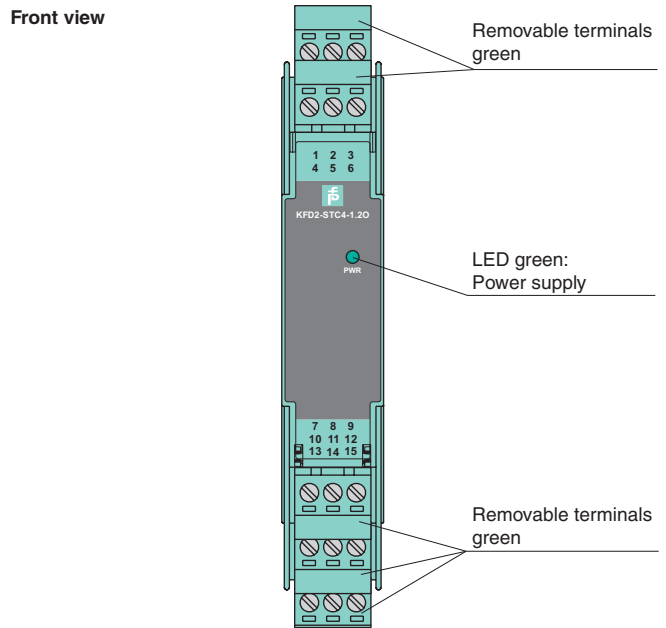 Front view
Removable terminals
green
1 2 3
4 5 6
KFD2-STC4-1.2O
LED green:
Power supply
PWR
7 8 9
10 11 12
13 14 15
Removable terminals
green